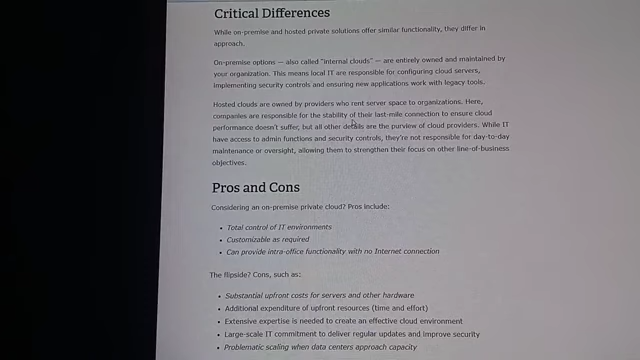 Critical Differences
While on-premise and hosted private solutions offer similar functionality, they differ in
approach.
On-premise options — also called "internal clouds" — are entirely owned and maintained by
your organization. This means local IT are responsible for configuring cloud servers,
implementing security controls and ensuring new applications work with legacy tools.
Hosted clouds are owned by providers who rent server space to organizations. Here,
companies are responsible for the stability of their last-mile connection to ensure cloud
performance doesn't suffer, but all other details are the purview of cloud providers. While IT
have access to admin functions and security controls, they're not responsible for day-to-day
maintenance or oversight, allowing them to strengthen their focus on other line-of-business
objectives.
Pros and Cons
Considering an on-premise private cloud? Pros include:
• Total control of IT environments
• Customizable as required
• Can provide intra-office functionality with no Internet connection
The flipside? Cons, such as:
• Substantial upfront costs for servers and other hardware
• Additional expenditure of upfront resources (time and effort)
• Extensive expertise is needed to create an effective cloud environment
• Large-scale IT commitment to deliver regular updates and improve security
• Problematic scaling when data centers approach capacity